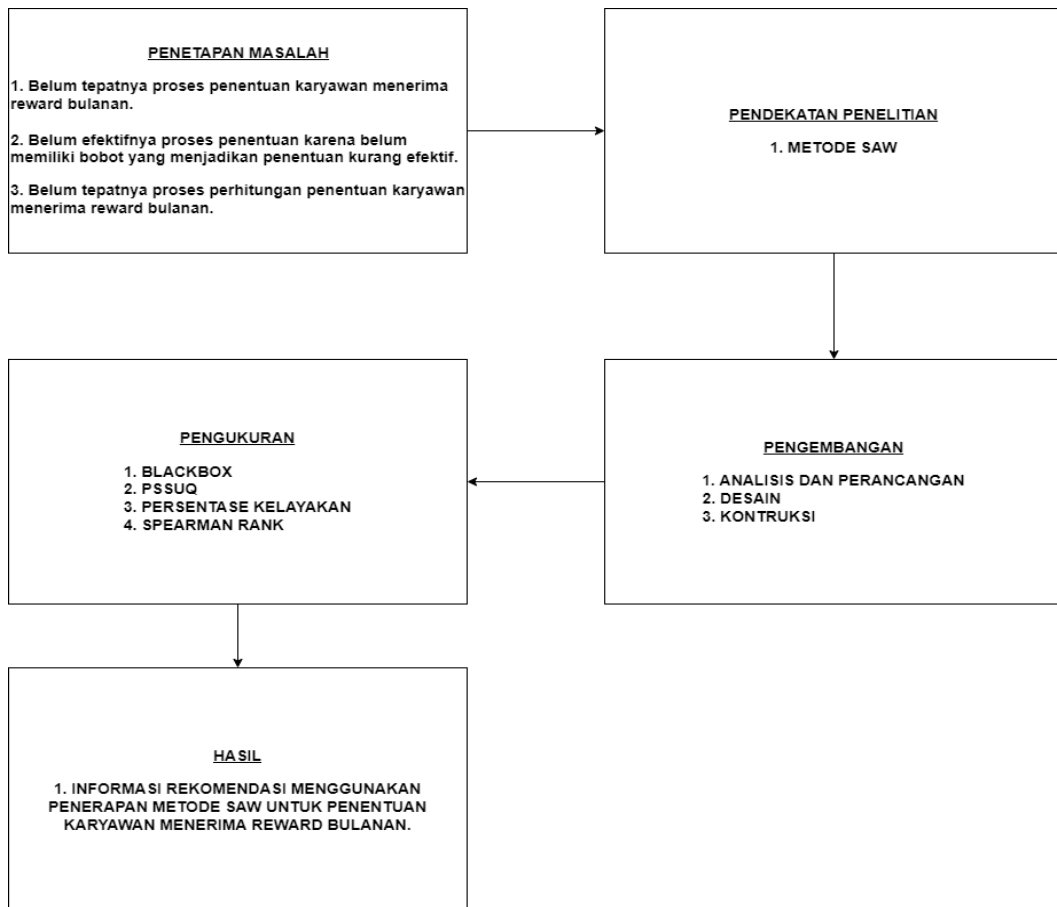 PENETAPAN MASALAH
1. Belum tepatnya proses penentuan karyawan menerima
reward bulanan.
2. Belum efektifnya proses penentuan karena belum
memiliki bobot yang menjadikan penentuan kurang efektif.
3. Belum tepatnya proses perhitungan penentuan karyawan
menerima reward bulanan.
PENDEKATAN PENELITIAN
1. METODE SAW
PENGEMBANGAN
1. ANALISIS DAN PERANCANGAN
2. DESAIN
3. KONTRUKSI
PENGUKURAN
1. BLACKBOX
2. PSSUQ
3. PERSENTASE KELAYAKAN
4. SPEARMAN RANK
HASIL
1. INFORMASI REKOMENDASI MENGGUNAKAN
PENERAPAN METODE SAW UNTUK PENENTUAN
KARYAWAN MENERIMA REWARD BULANAN.